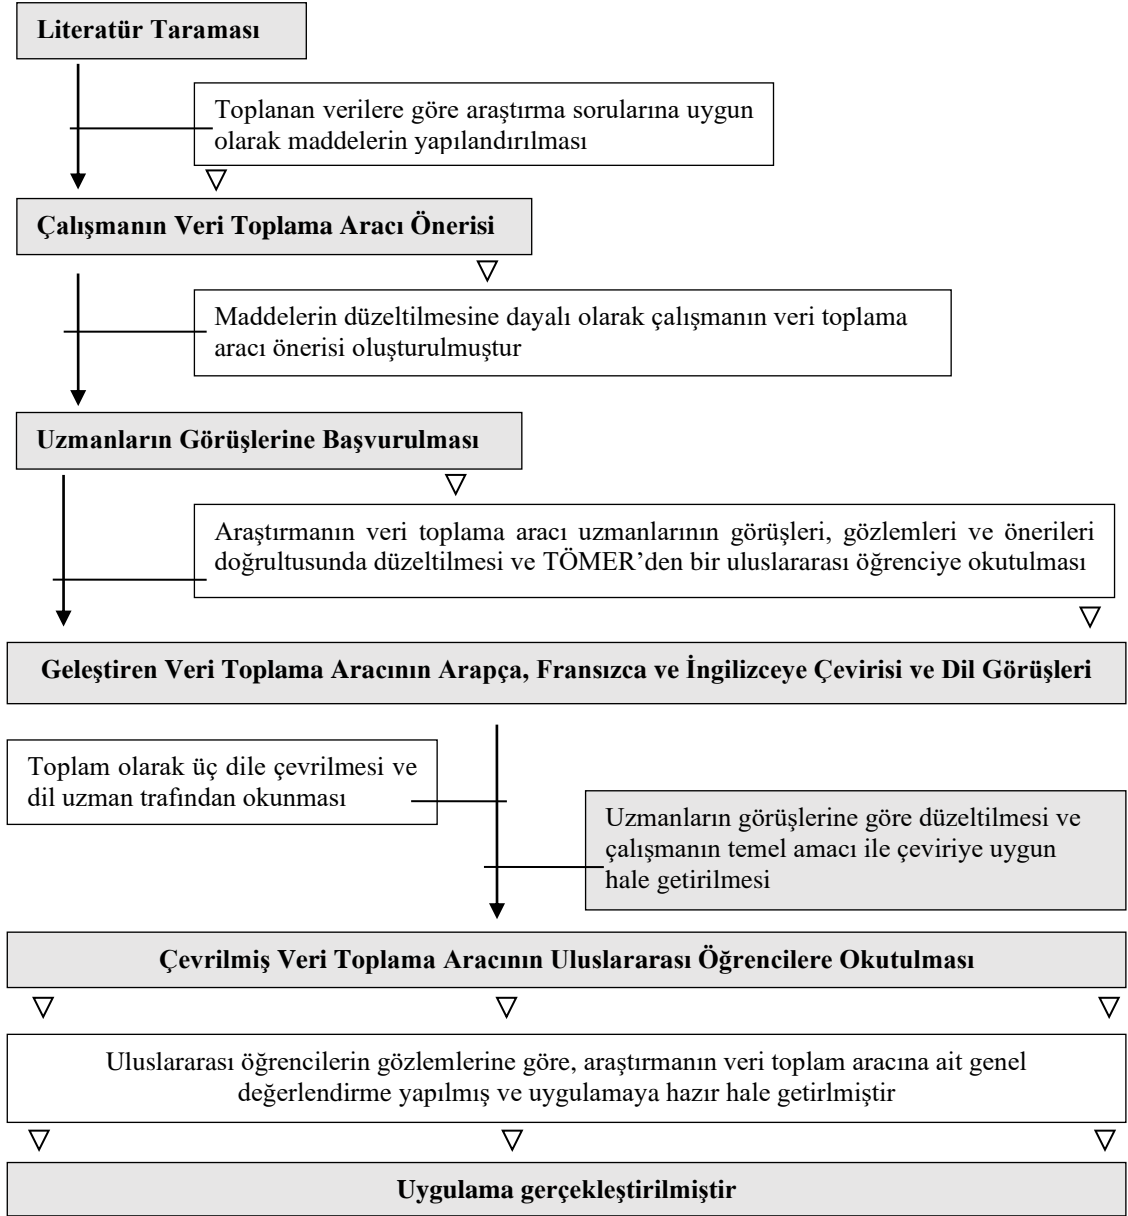 Literatür Taraması
Toplanan verilere göre araştırma sorularına uygun
olarak maddelerin yapılandırılması
Çalışmanın Veri Toplama Aracı Önerisi
Maddelerin düzeltilmesine dayalı olarak çalışmanın veri toplama
aracı önerisi oluşturulmuştur
Uzmanların Görüşlerine Başvurulması
Araştırmanın veri toplama aracı uzmanlarının görüşleri, gözlemleri ve önerileri
doğrultusunda düzeltilmesi ve TÖMER’den bir uluslararası öğrenciye okutulması
Geleştiren Veri Toplama Aracının Arapça, Fransızca ve İngilizceye Çevirisi ve Dil Görüşleri
Toplam olarak üç dile çevrilmesi ve
dil uzman trafından okunması
Uzmanların görüşlerine göre düzeltilmesi ve
çalışmanın temel amacı ile çeviriye uygun
hale getirilmesi
Çevrilmiş Veri Toplama Aracının Uluslararası Öğrencilere Okutulması
Uluslararası öğrencilerin gözlemlerine göre, araştırmanın veri toplam aracına ait genel
değerlendirme yapılmış ve uygulamaya hazır hale getirlmiştir
Uygulama gerçekleştirilmiştir